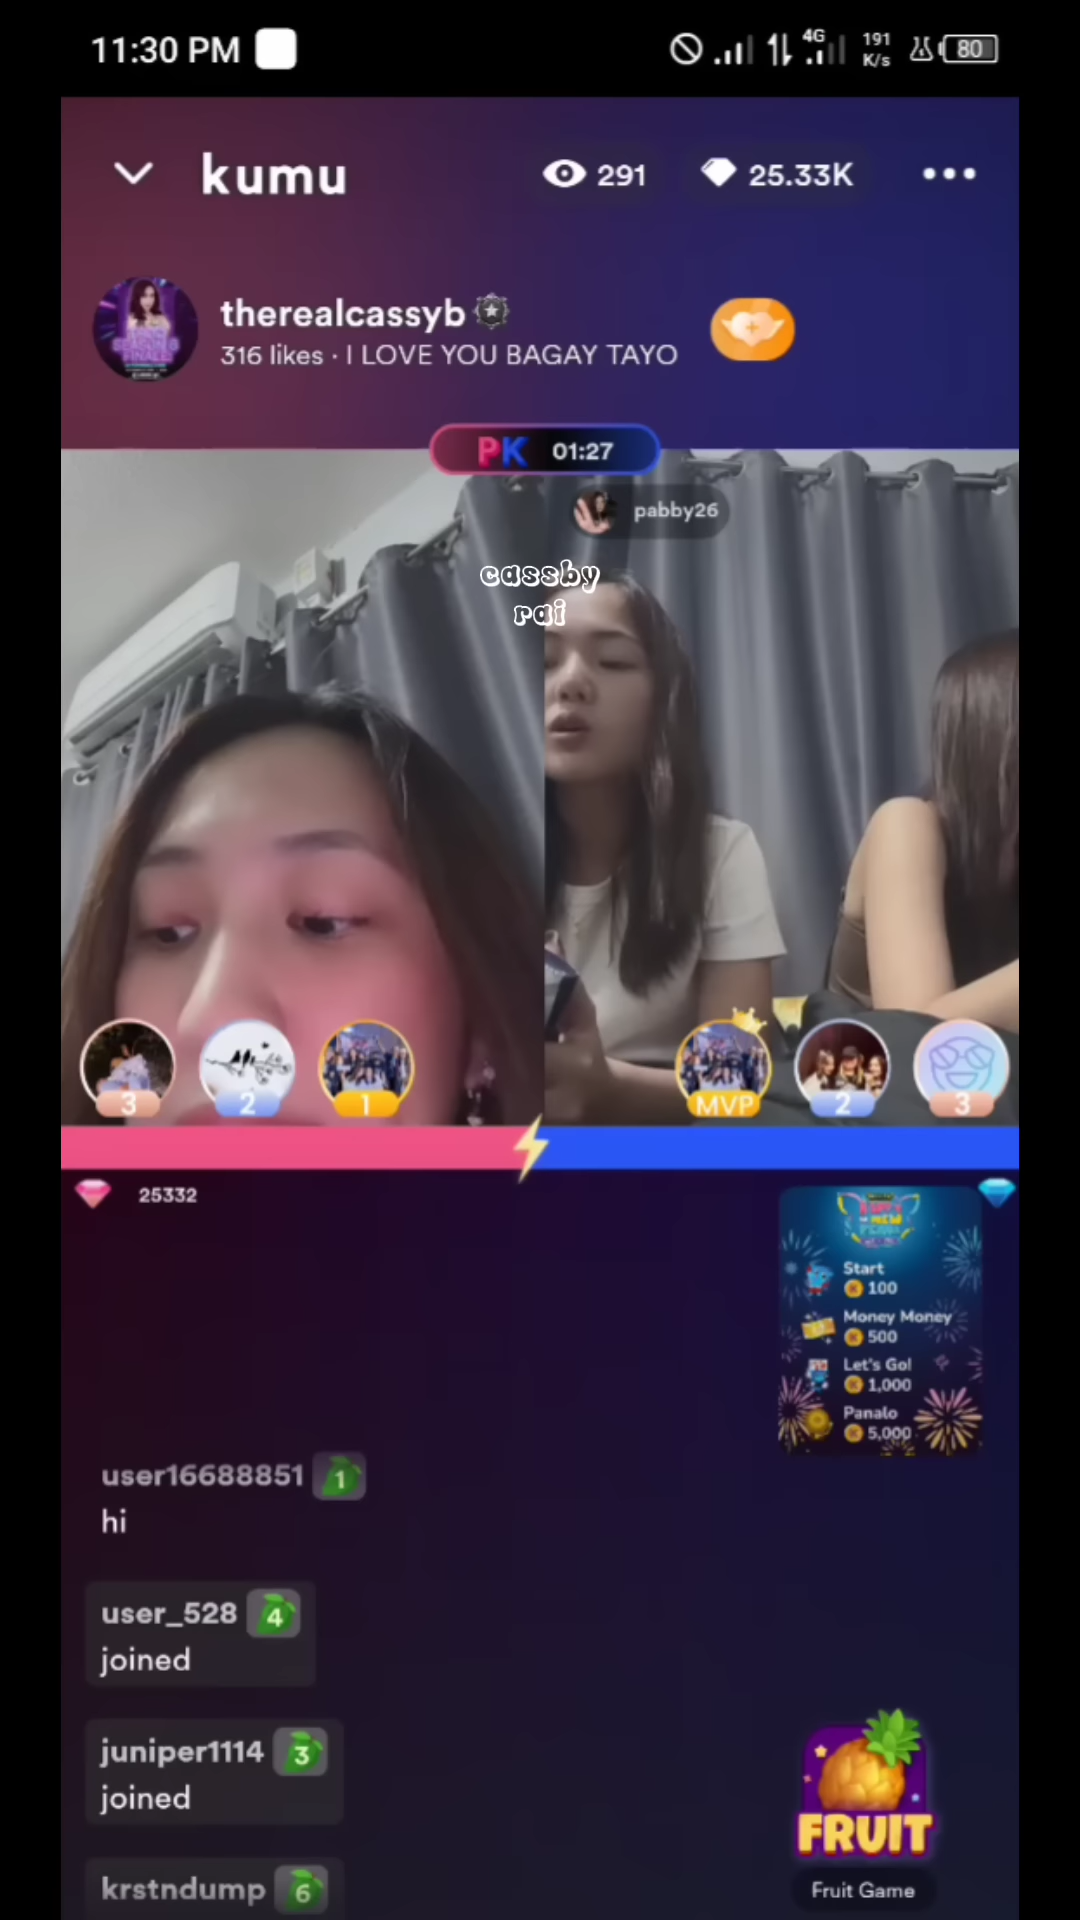 11:30 PM
4G
191
K/s
80
kumu
291
25.33K
therealcassyb
316 likes · I LOVE YOU BAGAY TAYO
PK 01:27
pabby26
cassby
rai
3
2
1
MVP
2
3
25332
Start
100
Money Money
500
Let's Go!
1,000
Panalo
5,000
user16688851 1
hi
user_528 4
joined
juniper1114 3
joined
krstndump 6
FRUIT
Fruit Game